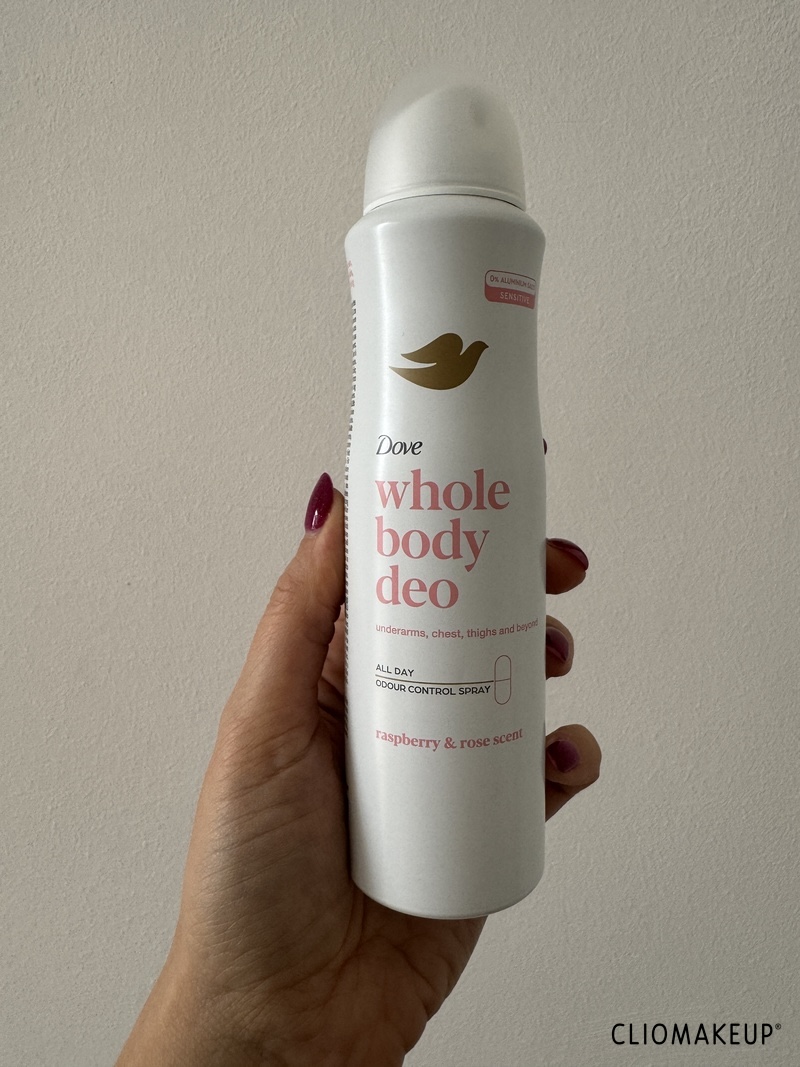 0% ALUMINIUM SALTS
SENSITIVE
Dove
whole
body
deo
underarms, chest, thighs and beyond
ALL DAY
ODOUR CONTROL SPRAY
raspberry & rose scent
CLIOMAKEUP®